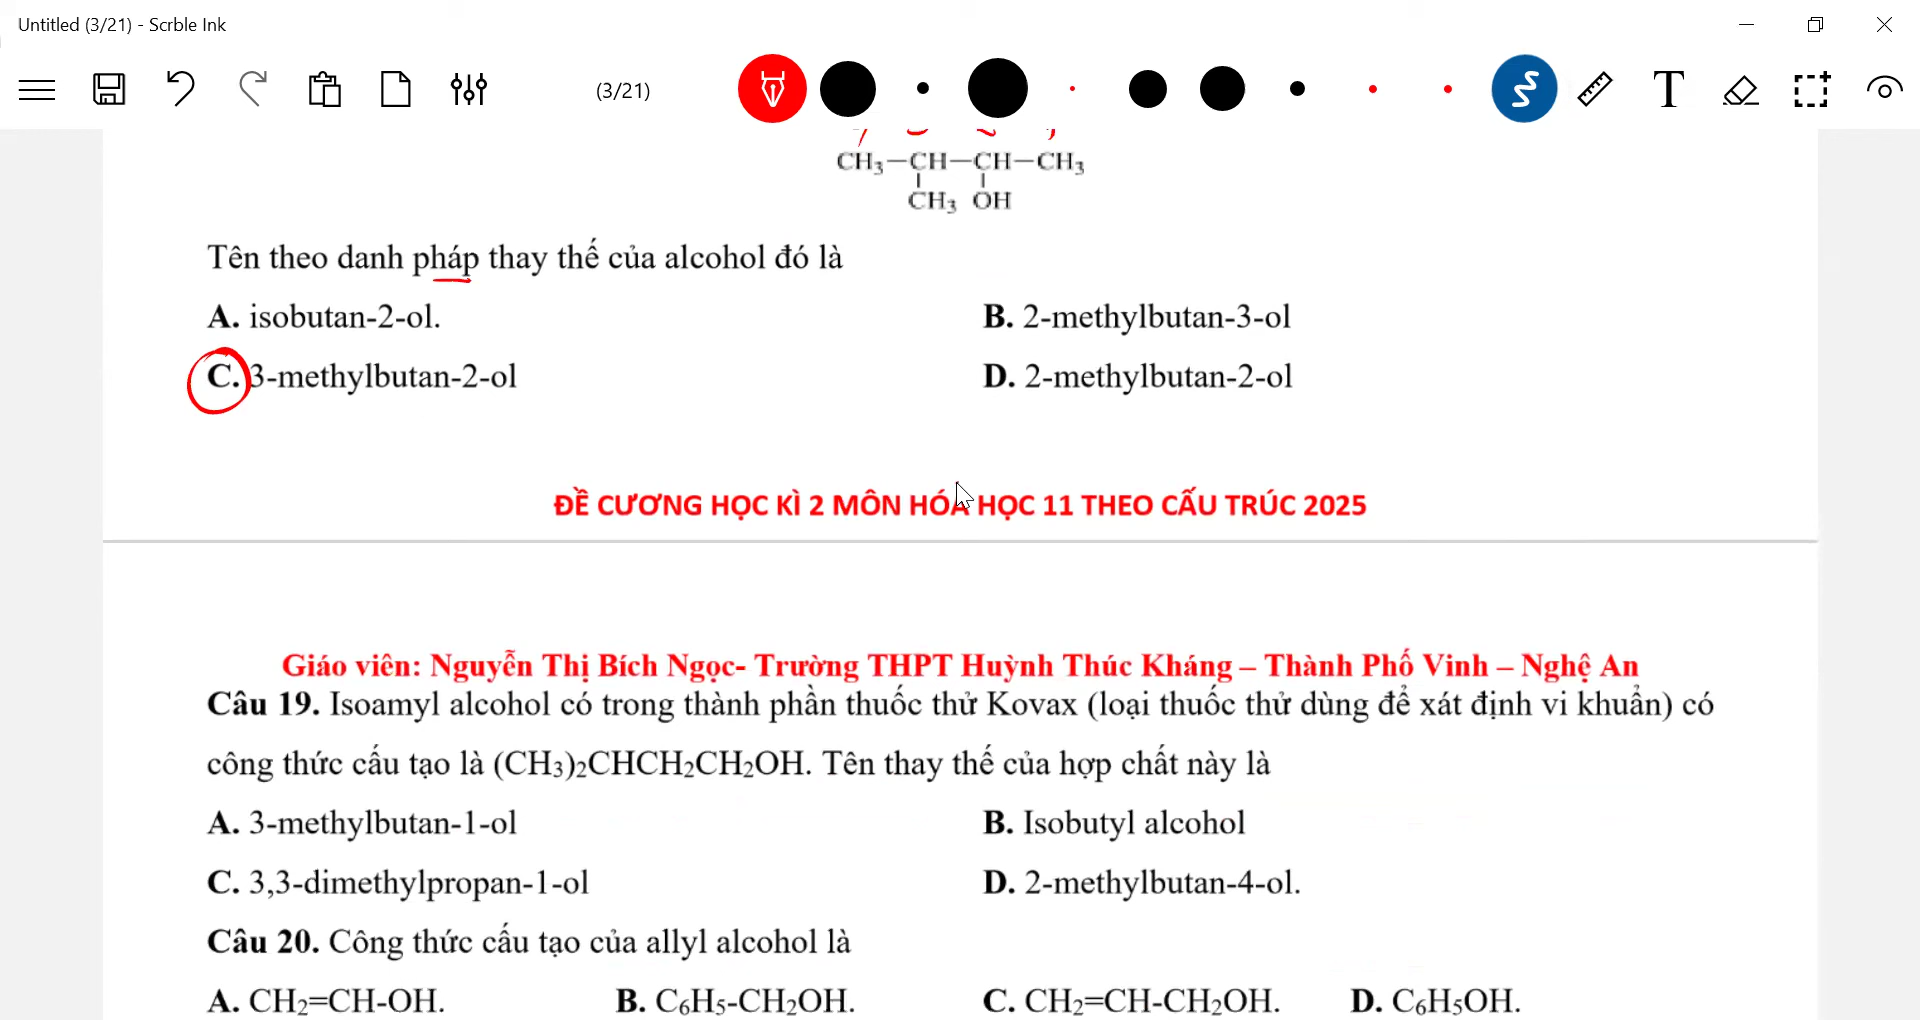 Untitled (3/21) - Scrble Ink
(3/21)
T
CH₃−CH−CH−CH₃
CH₃ OH
Tên theo danh pháp thay thế của alcohol đó là
A. isobutan-2-ol.
B. 2-methylbutan-3-ol
C. 3-methylbutan-2-ol
D. 2-methylbutan-2-ol
ĐỀ CƯƠNG HỌC KÌ 2 MÔN HÓA HỌC 11 THEO CẤU TRÚC 2025
Giáo viên: Nguyễn Thị Bích Ngọc- Trường THPT Huỳnh Thúc Kháng – Thành Phố Vinh – Nghệ An
Câu 19. Isoamyl alcohol có trong thành phần thuốc thử Kovax (loại thuốc thử dùng để xát định vi khuẩn) có
công thức cấu tạo là (CH₃)₂CHCH₂CH₂OH. Tên thay thế của hợp chất này là
A. 3-methylbutan-1-ol
B. Isobutyl alcohol
C. 3,3-dimethylpropan-1-ol
D. 2-methylbutan-4-ol.
Câu 20. Công thức cấu tạo của allyl alcohol là
A. CH₂=CH-OH. B. C₆H₅-CH₂OH. C. CH₂=CH-CH₂OH. D. C₆H₅OH.